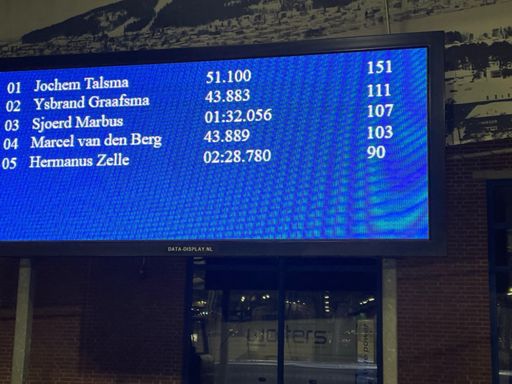 01 Jochem Talsma 51.100 151
02 Ysbrand Graafsma 43.883 111
03 Sjoerd Marbus 01:32.056 107
04 Marcel van den Berg 43.889 103
05 Hermanus Zelle 02:28.780 90
DATA-DISPLAY.NL